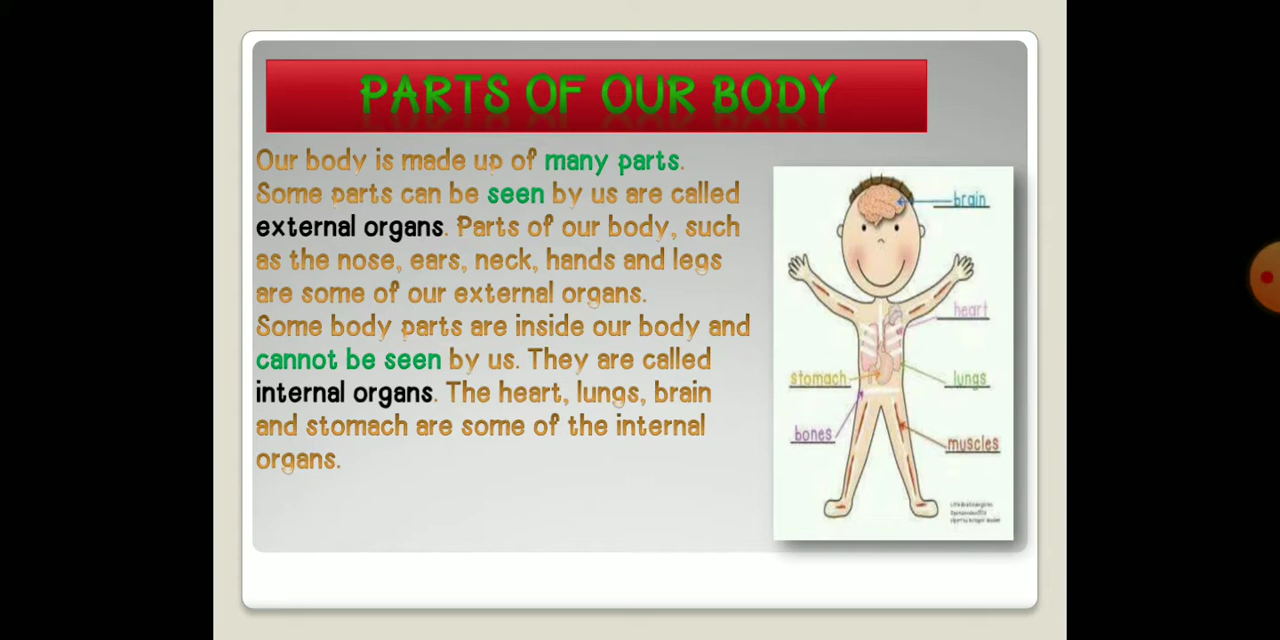 PARTS OF OUR BODY
Our body is made up of many parts.
Some parts can be seen by us are called
external organs. Parts of our body, such
as the nose, ears, neck, hands and legs
are some of our external organs.
Some body parts are inside our body and
cannot be seen by us. They are called
internal organs. The heart, lungs, brain
and stomach are some of the internal
organs.
brain
heart
stomach
lungs
bones
muscles